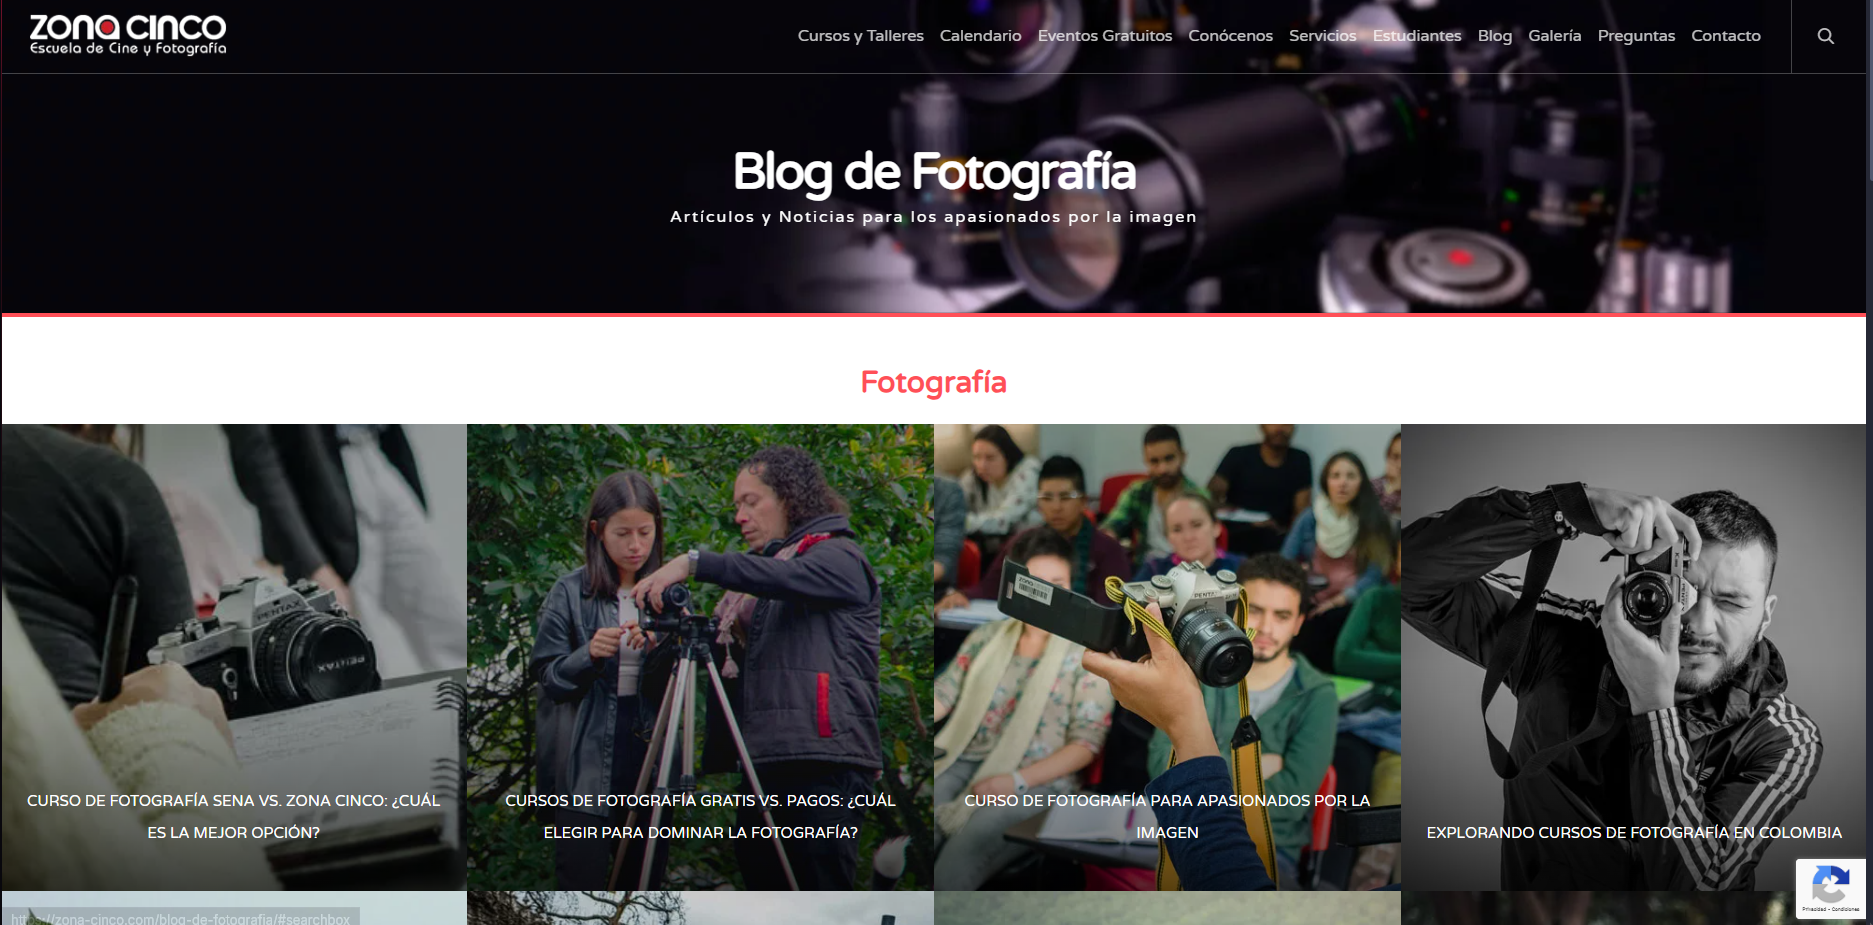 ZONA CINCO
Escuela de Cine y Fotografía
Cursos y Talleres Calendario Eventos Gratuitos Conócenos Servicios Estudiantes Blog Galería Preguntas Contacto
Blog de Fotografía
Artículos y Noticias para los apasionados por la imagen
Fotografía
PENTAX
PENTAX
ZONA
PENTAX
CURSO DE FOTOGRAFÍA SENA VS. ZONA CINCO: ¿CUÁL
ES LA MEJOR OPCIÓN?
CURSOS DE FOTOGRAFÍA GRATIS VS. PAGOS: ¿CUÁL
ELEGIR PARA DOMINAR LA FOTOGRAFÍA?
CURSO DE FOTOGRAFÍA PARA APASIONADOS POR LA
IMAGEN
EXPLORANDO CURSOS DE FOTOGRAFÍA EN COLOMBIA
Privacidad - Condiciones
https://zona-cinco.com/blog-de-fotografia/#searchbox